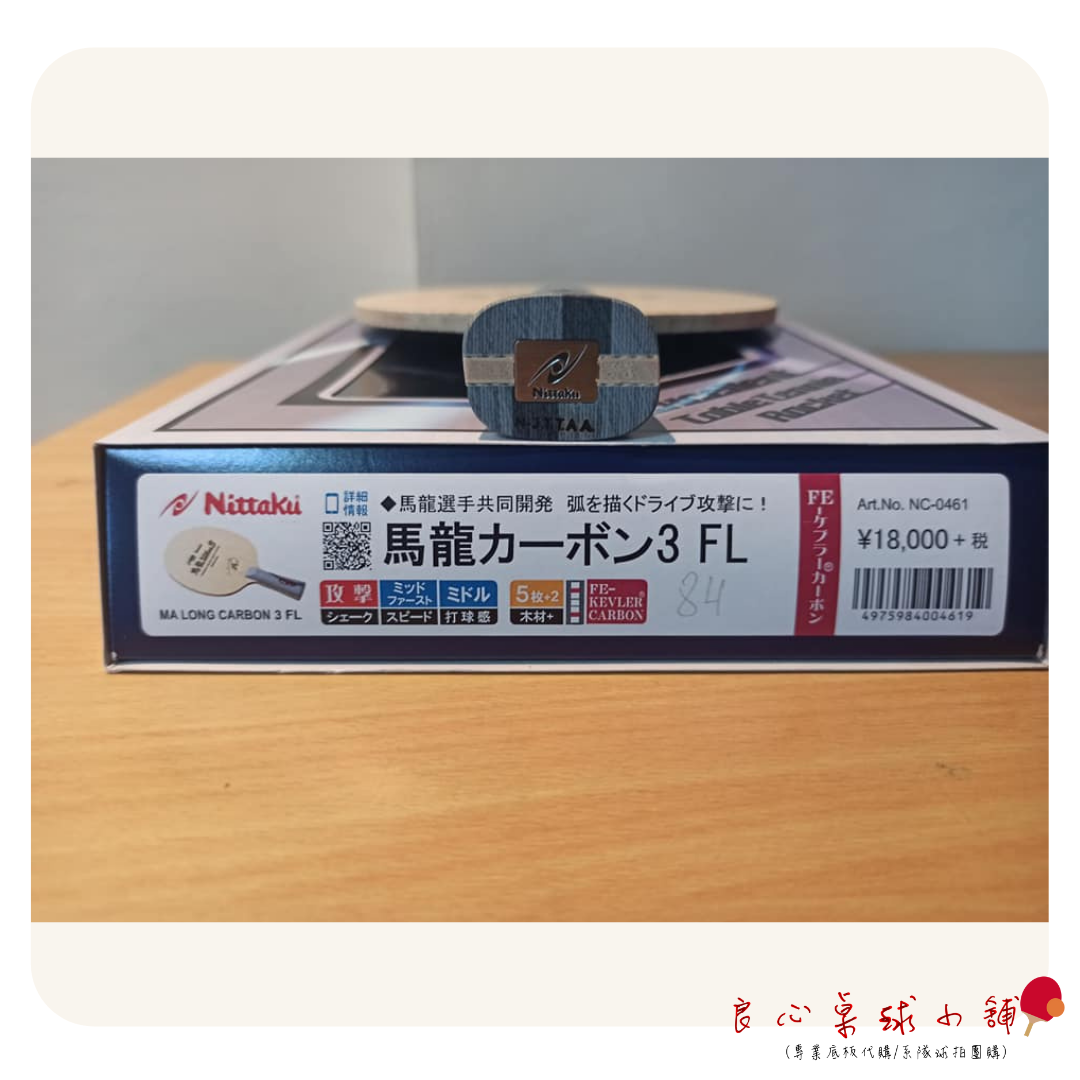 Nittaku
N-J.T.T.A.A
Nittaku
詳細
情報
◆馬龍選手共同開発 弧を描くドライブ攻撃に！
馬龍カーボン3 FL
MA LONG CARBON 3 FL
攻撃
シェーク
ミッド
ファースト
スピード
ミドル
打球感
5枚+2
木材+
FE-
KEVLER®
CARBON
84
FE-ケブラー®カーボン
Art.No. NC-0461
¥18,000+税
4975984004619
良心桌球小舖
(專業底板代購/系隊球拍團購)